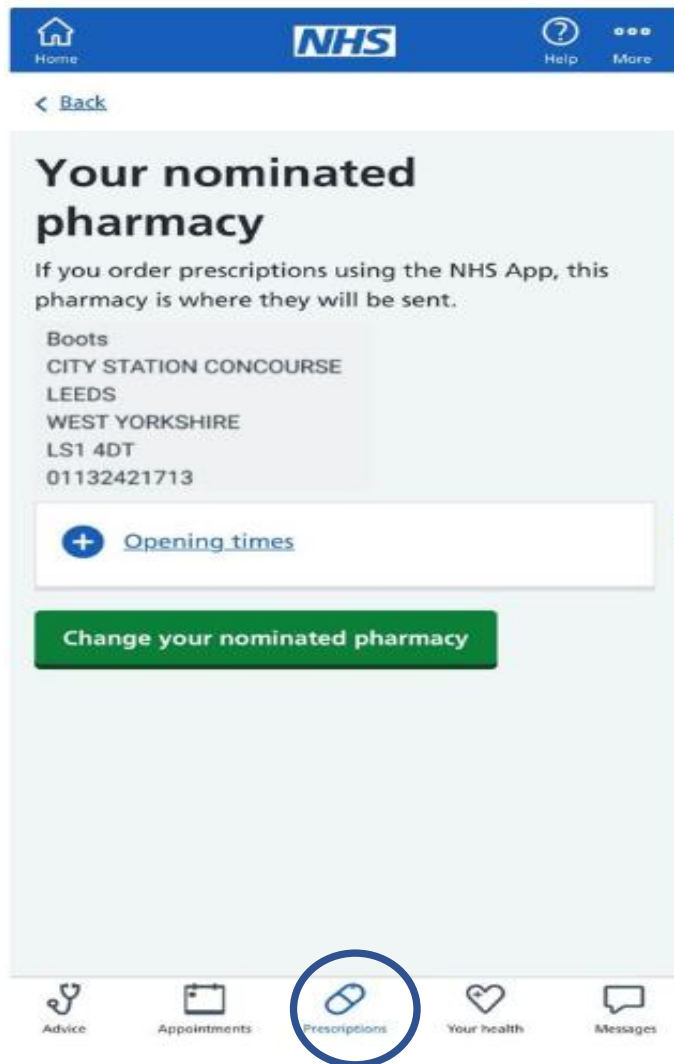 NHS
Home
Help
More
Back
Your nominated
pharmacy
If you order prescriptions using the NHS App, this
pharmacy is where they will be sent.
Boots
CITY STATION CONCOURSE
LEEDS
WEST YORKSHIRE
LS1 4DT
01132421713
Opening times
Change your nominated pharmacy
Advice
Appointments
Prescriptions
Your health
Messages